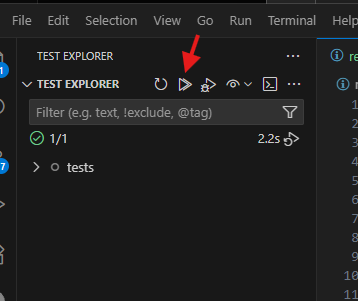 File Edit Selection View Go Run Terminal Help
TEST EXPLORER
TEST EXPLORER
Filter (e.g. text, !exclude, @tag)
1/1 2.2s
tests
1
7
re
1
2
3
4
5
6
7
8
9
10
11